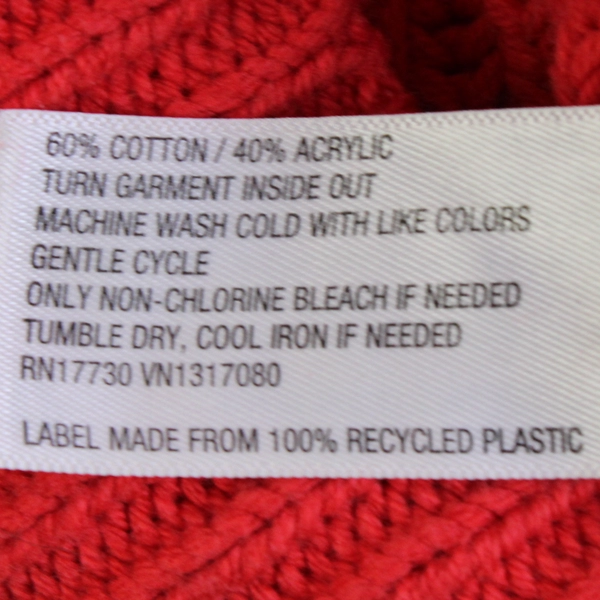 60% COTTON / 40% ACRYLIC
TURN GARMENT INSIDE OUT
MACHINE WASH COLD WITH LIKE COLORS
GENTLE CYCLE
ONLY NON-CHLORINE BLEACH IF NEEDED
TUMBLE DRY, COOL IRON IF NEEDED
RN17730 VN1317080
LABEL MADE FROM 100% RECYCLED PLASTIC